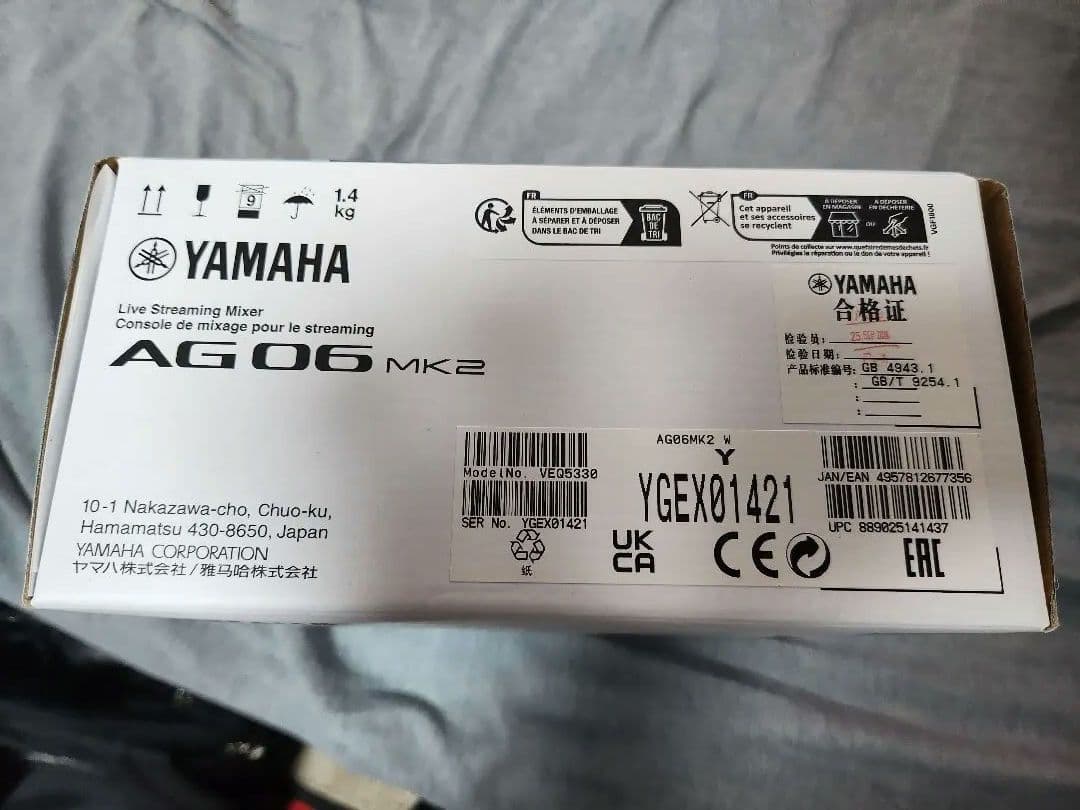 9
1.4
kg
YAMAHA
Live Streaming Mixer
Console de mixage pour le streaming
AG06 MK2
10-1 Nakazawa-cho, Chuo-ku,
Hamamatsu 430-8650, Japan
YAMAHA CORPORATION
ヤマハ株式会社/雅马哈株式会社
FR
ÉLÉMENTS D'EMBALLAGE
À SÉPARER ET À DÉPOSER
DANS LE BAC DE TRI
BAC
DE
TRI
FR
Cet appareil
et ses accessoires
se recyclent
À DÉPOSER
EN MAGASIN
OU
À DÉPOSER
EN DÉCHÈTERIE
Points de collecte sur www.quefairedemesdechets.fr
Privilégiez la réparation ou le don de votre appareil !
YAMAHA
合格证
检验员:
检验日期:
产品标准编号: GB 4943.1
: GB/T 9254.1
:
:
AG06MK2 W
Y
YGEX01421
ModelNo. VEQ5330
SER No. YGEX01421
纸
UK
CA
CE
EAC
JAN/EAN 4957812677356
UPC 889025141437